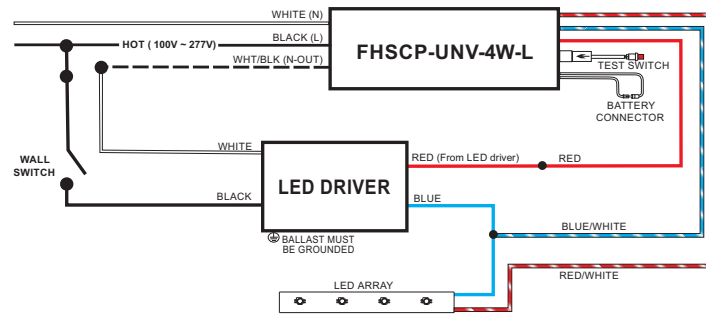 WHITE (N)
BLACK (L)
HOT ( 100V ~ 277V)
WHT/BLK (N-OUT)
FHSCP-UNV-4W-L
TEST SWITCH
BATTERY
CONNECTOR
WALL
SWITCH
WHITE
BLACK
LED DRIVER
RED (From LED driver)
RED
BLUE
BLUE/WHITE
BALLAST MUST
BE GROUNDED
RED/WHITE
LED ARRAY